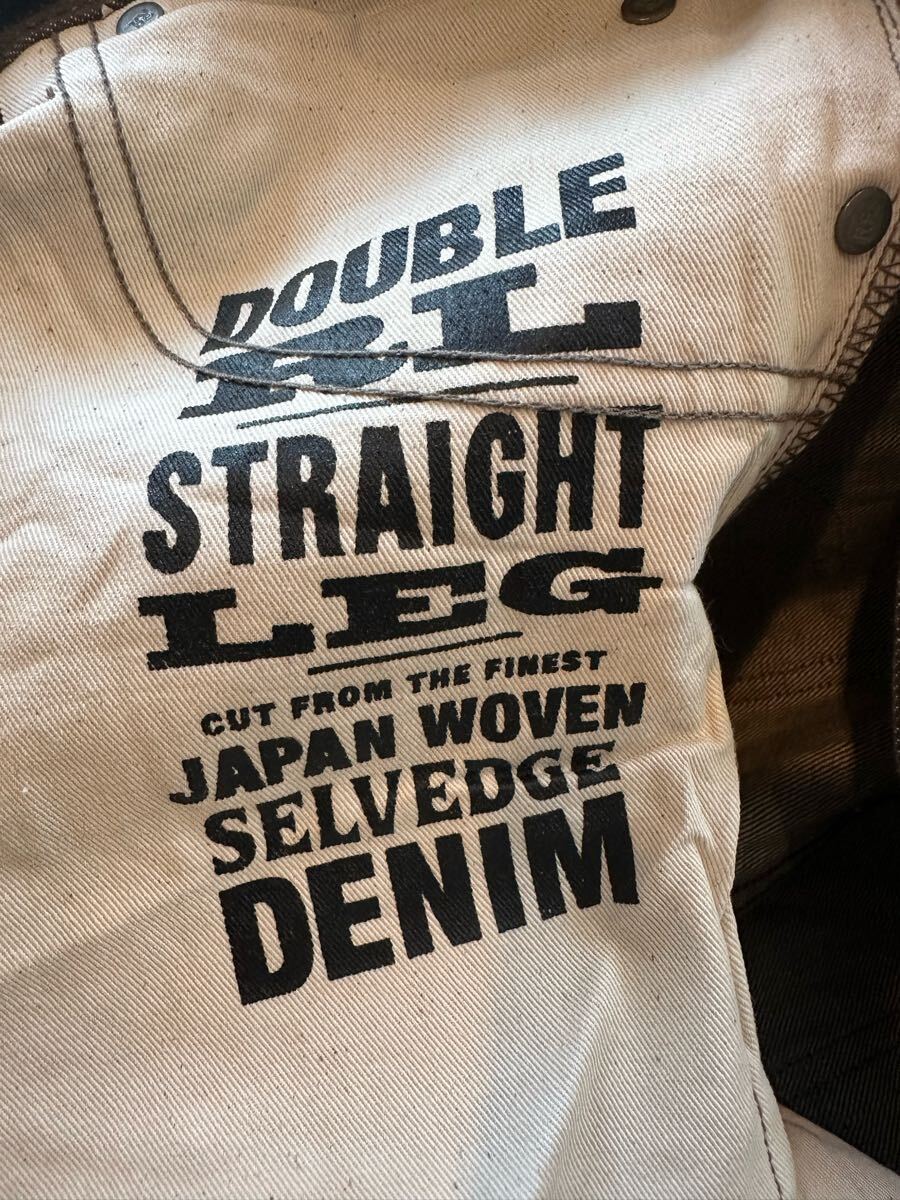 DOUBLE
RL
STRAIGHT
LEG
CUT FROM THE FINEST
JAPAN WOVEN
SELVEDGE
DENIM